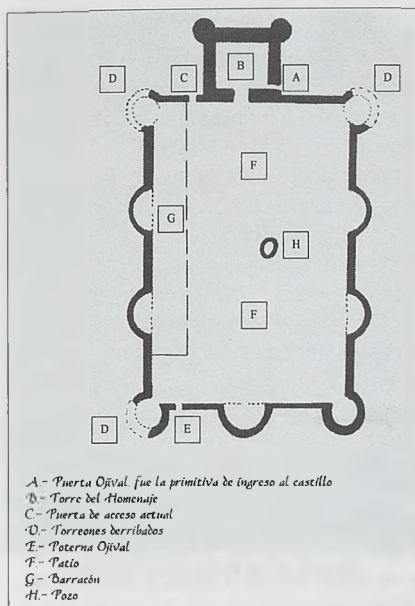 B
D
C
A
D
F
G
H
F
D
E
A.- Puerta Ojival, fue la primitiva de ingreso al castillo
B.- Torre del Homenaje
C.- Puerta de acceso actual
D.- Torreones derribados
E.- Poterna Ojival
F.- Patio
G.- Barracón
H.- Pozo